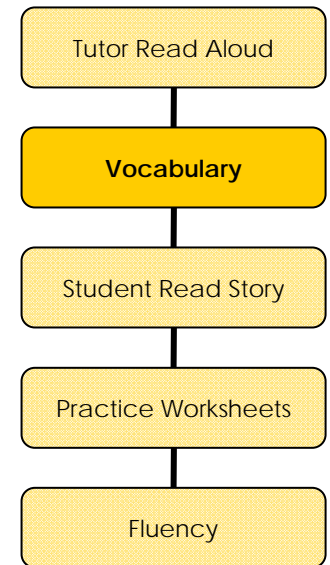 Tutor Read Aloud
Vocabulary
Student Read Story
Practice Worksheets
Fluency